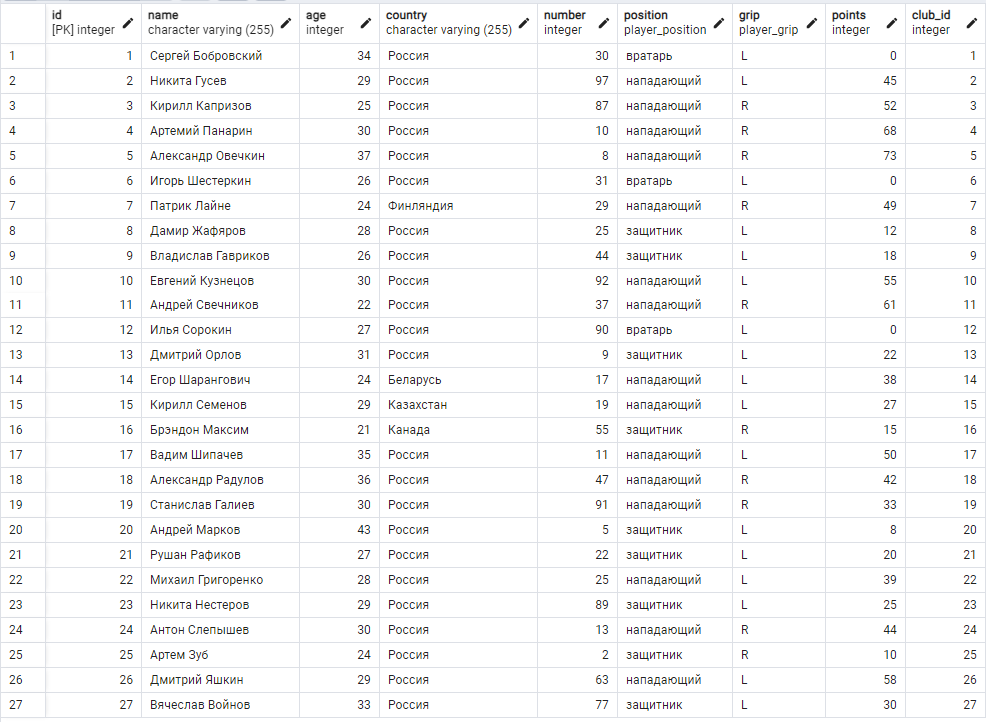 id name age country number position grip points club_id
[PK] integer character varying (255) integer character varying (255) integer player_position player_grip integer integer
1 1 Сергей Бобровский 34 Россия 30 вратарь L 0 1
2 2 Никита Гусев 29 Россия 97 нападающий L 45 2
3 3 Кирилл Капризов 25 Россия 87 нападающий R 52 3
4 4 Артемий Панарин 30 Россия 10 нападающий R 68 4
5 5 Александр Овечкин 37 Россия 8 нападающий R 73 5
6 6 Игорь Шестеркин 26 Россия 31 вратарь L 0 6
7 7 Патрик Лайне 24 Финляндия 29 нападающий R 49 7
8 8 Дамир Жафяров 28 Россия 25 защитник L 12 8
9 9 Владислав Гавриков 26 Россия 44 защитник L 18 9
10 10 Евгений Кузнецов 30 Россия 92 нападающий L 55 10
11 11 Андрей Свечников 22 Россия 37 нападающий R 61 11
12 12 Илья Сорокин 27 Россия 90 вратарь L 0 12
13 13 Дмитрий Орлов 31 Россия 9 защитник L 22 13
14 14 Егор Шарангович 24 Беларусь 17 нападающий L 38 14
15 15 Кирилл Семенов 29 Казахстан 19 нападающий L 27 15
16 16 Брэндон Максим 21 Канада 55 защитник R 15 16
17 17 Вадим Шипачев 35 Россия 11 нападающий L 50 17
18 18 Александр Радулов 36 Россия 47 нападающий R 42 18
19 19 Станислав Галиев 30 Россия 91 нападающий R 33 19
20 20 Андрей Марков 43 Россия 5 защитник L 8 20
21 21 Рушан Рафиков 27 Россия 22 защитник L 20 21
22 22 Михаил Григоренко 28 Россия 25 нападающий L 39 22
23 23 Никита Нестеров 29 Россия 89 защитник L 25 23
24 24 Антон Слепышев 30 Россия 13 нападающий R 44 24
25 25 Артем Зуб 24 Россия 2 защитник R 10 25
26 26 Дмитрий Яшкин 29 Россия 63 нападающий L 58 26
27 27 Вячеслав Войнов 33 Россия 77 защитник L 30 27